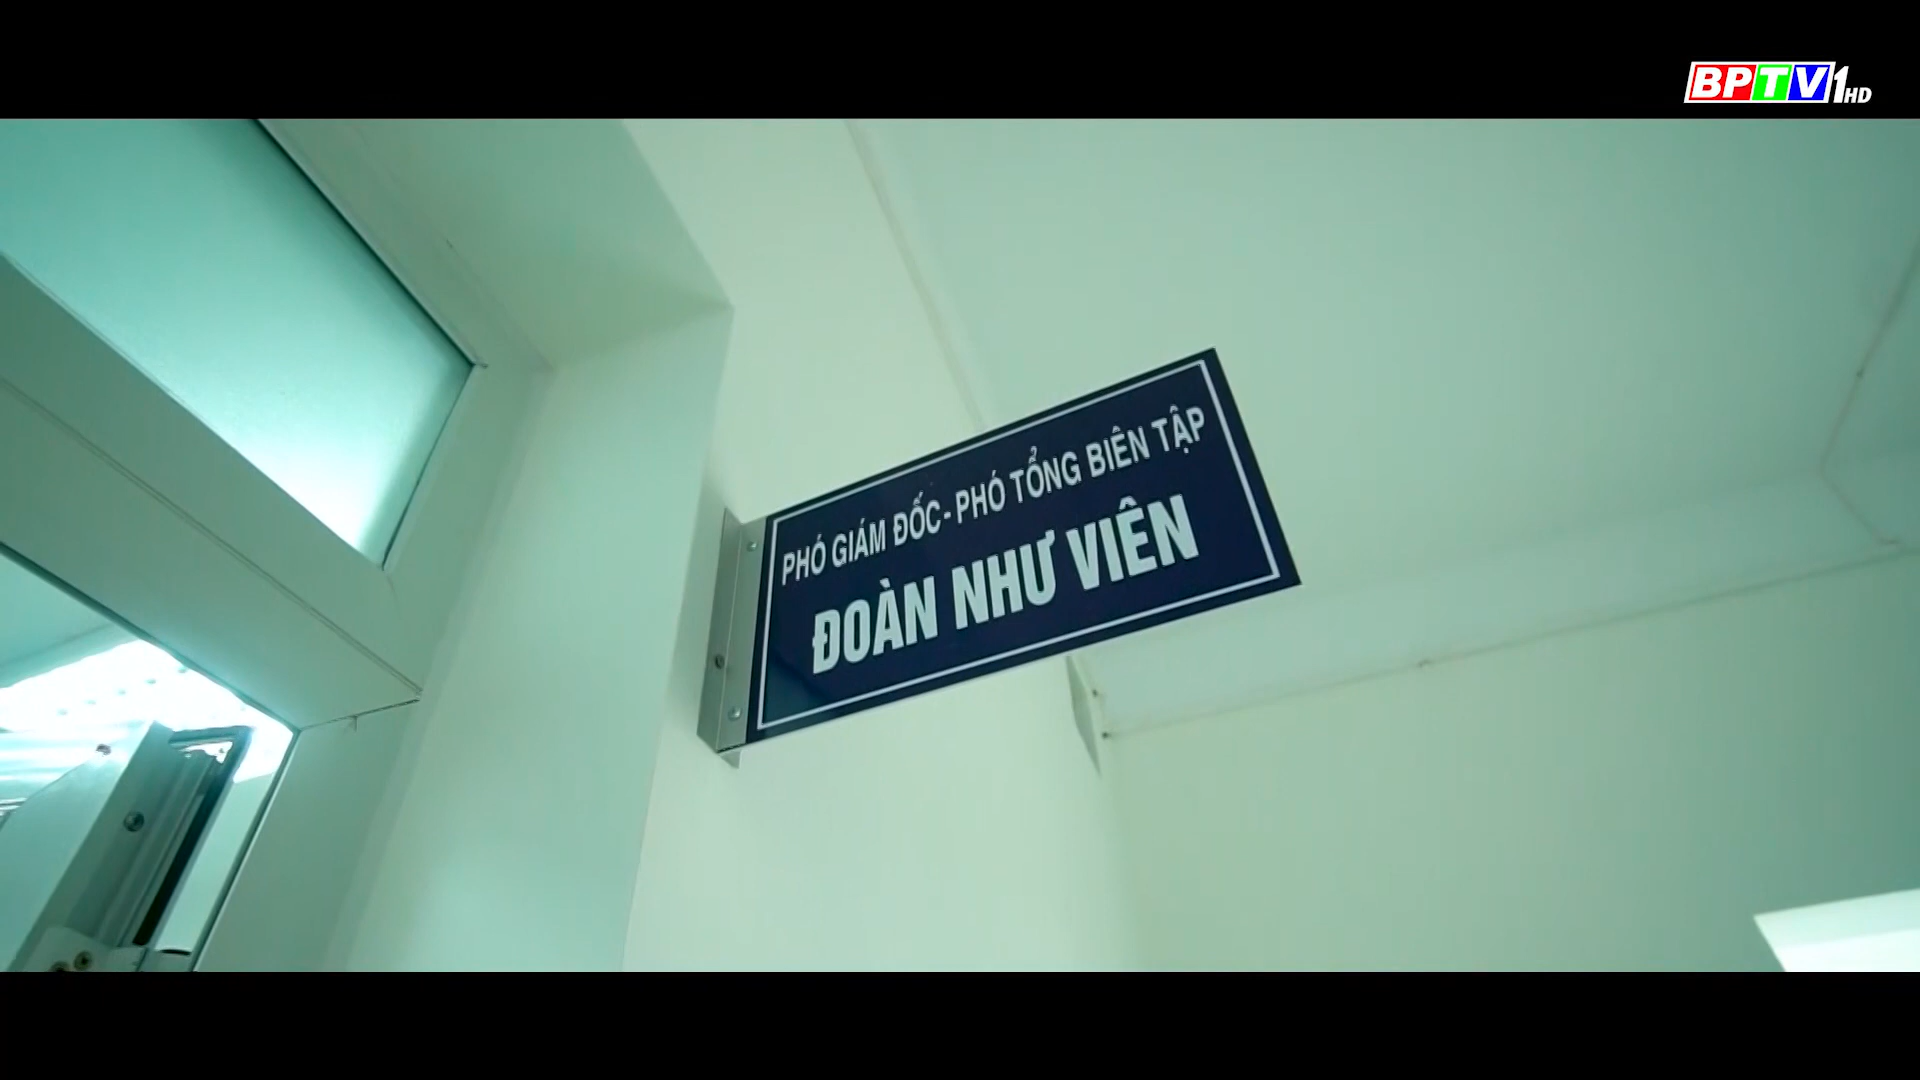 BPTV1HD
PHÓ GIÁM ĐỐC - PHÓ TỔNG BIÊN TẬP
ĐOÀN NHƯ VIÊN